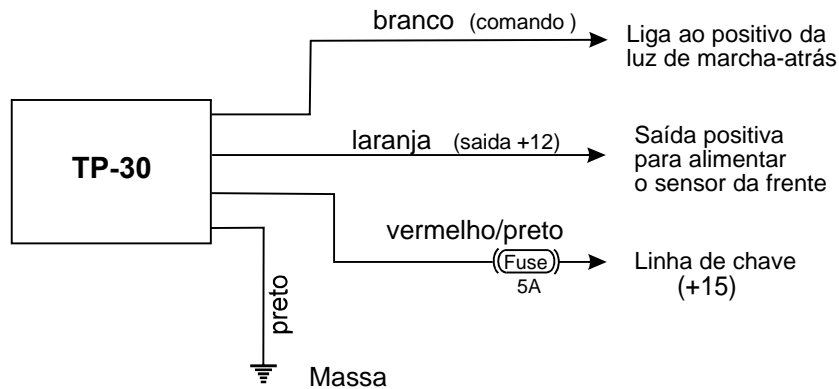 branco (comando )
Liga ao positivo da
luz de marcha-atrás
TP-30
laranja (saida +12)
Saída positiva
para alimentar
o sensor da frente
vermelho/preto
Fuse
5A
Linha de chave
(+15)
preto
Massa